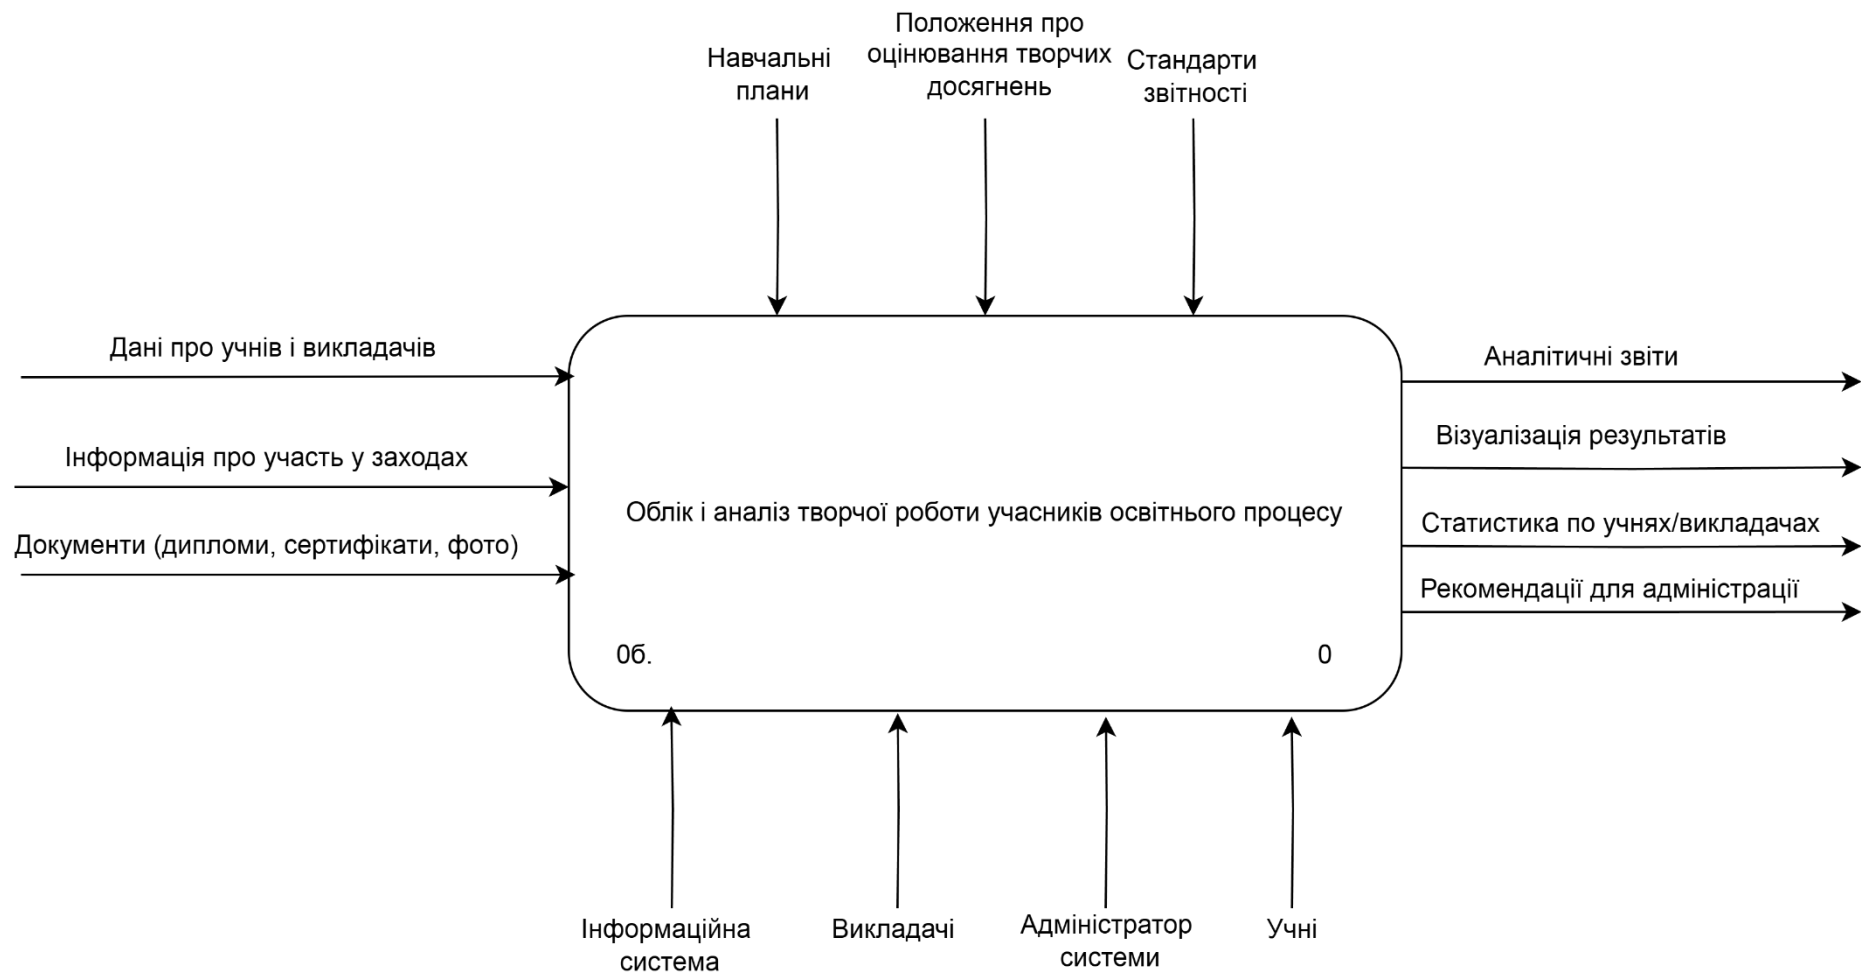 Положення про
оцінювання творчих
досягнень
Навчальні
плани
Стандарти
звітності
Дані про учнів і викладачів
Інформація про участь у заходах
Документи (дипломи, сертифікати, фото)
Облік і аналіз творчої роботи учасників освітнього процесу
0б.
0
Аналітичні звіти
Візуалізація результатів
Статистика по учнях/викладачах
Рекомендації для адміністрації
Інформаційна
система
Викладачі
Адміністратор
системи
Учні